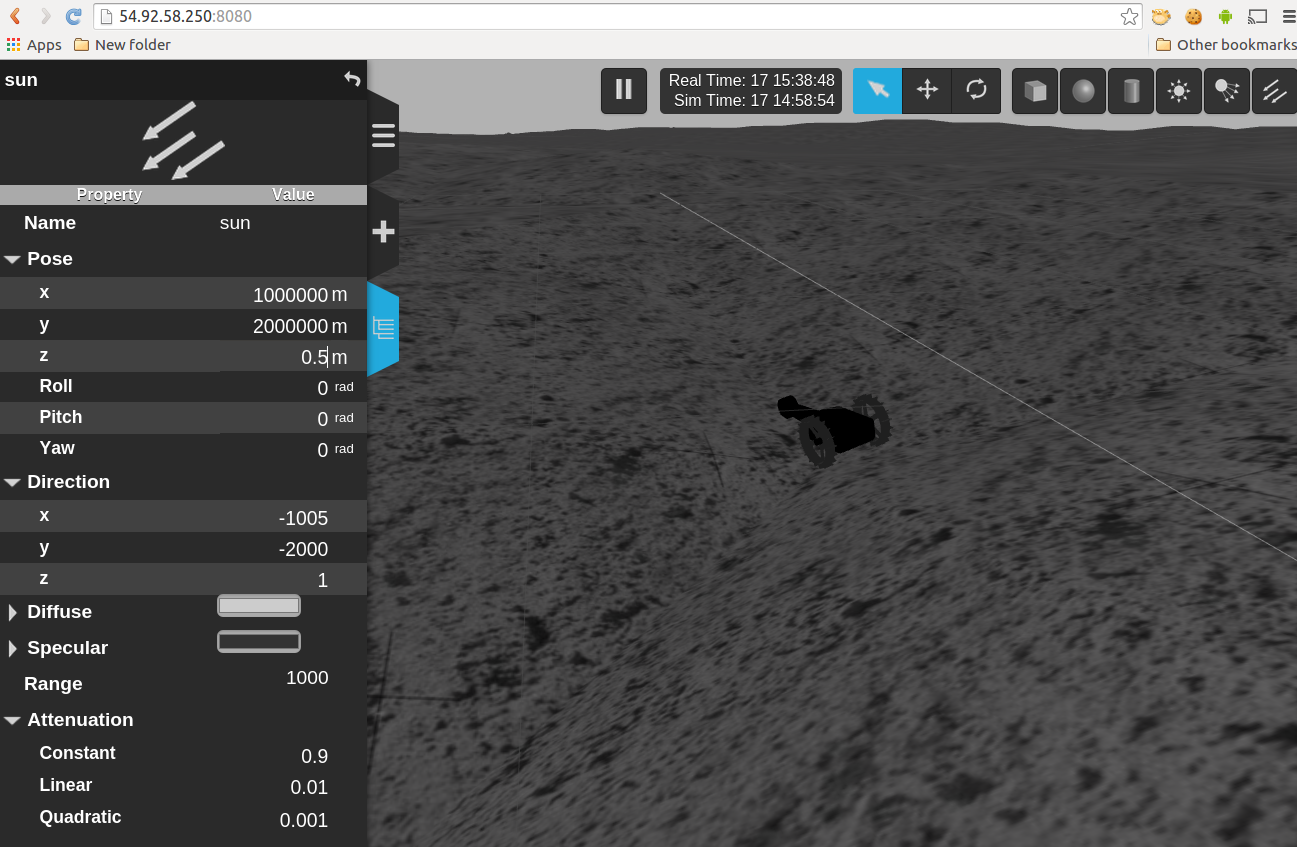 54.92.58.250:8080
Apps New folder Other bookmarks
sun
Real Time: 17 15:38:48
Sim Time: 17 14:58:54
Property Value
Name sun
Pose
x 1000000 m
y 2000000 m
z 0.5 m
Roll 0 rad
Pitch 0 rad
Yaw 0 rad
Direction
x -1005
y -2000
z 1
Diffuse
Specular
Range 1000
Attenuation
Constant 0.9
Linear 0.01
Quadratic 0.001